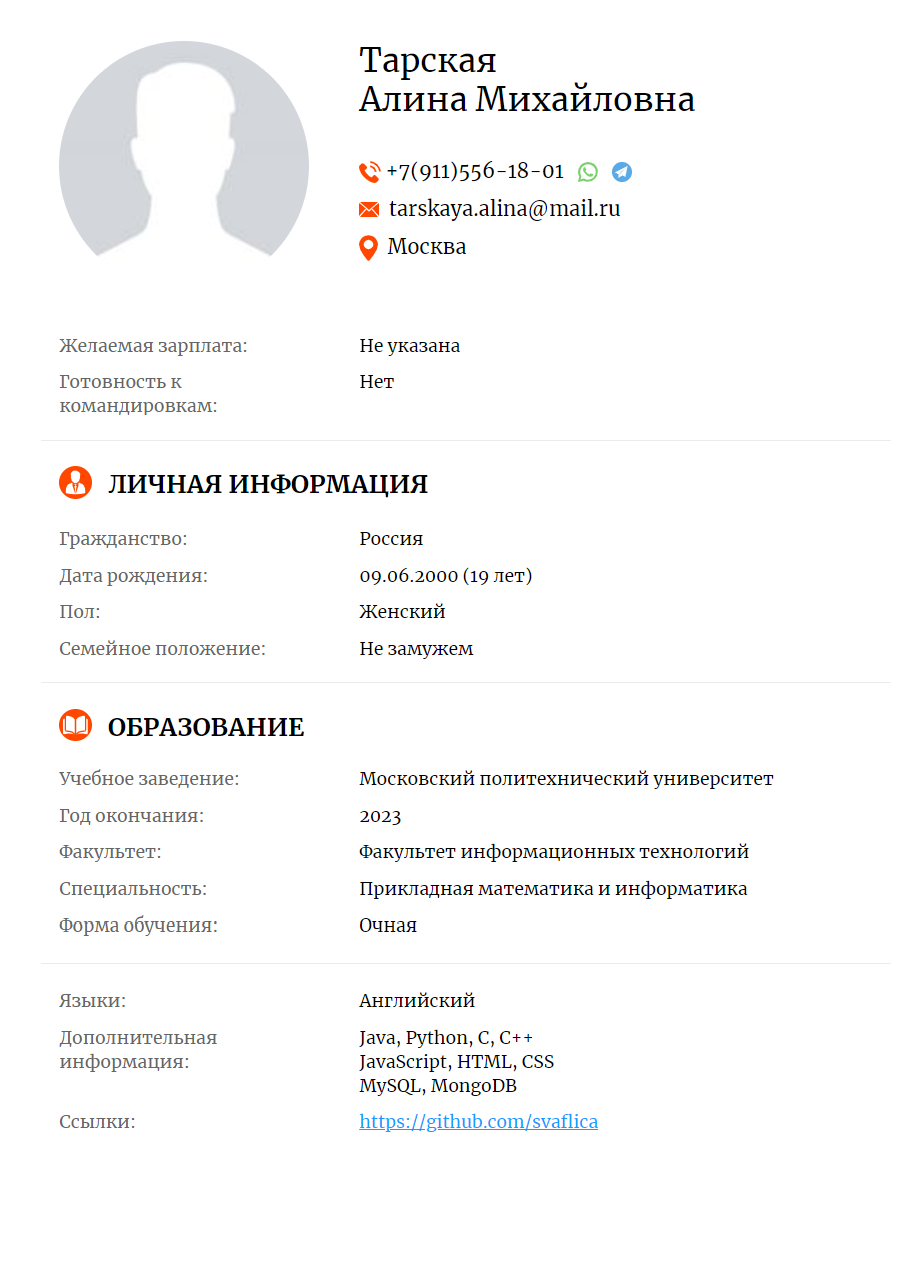 Тарская
Алина Михайловна
+7(911)556-18-01
tarskaya.alina@mail.ru
Москва
Желаемая зарплата: Не указана
Готовность к командировкам: Нет
ЛИЧНАЯ ИНФОРМАЦИЯ
Гражданство: Россия
Дата рождения: 09.06.2000 (19 лет)
Пол: Женский
Семейное положение: Не замужем
ОБРАЗОВАНИЕ
Учебное заведение: Московский политехнический университет
Год окончания: 2023
Факультет: Факультет информационных технологий
Специальность: Прикладная математика и информатика
Форма обучения: Очная
Языки: Английский
Дополнительная информация: Java, Python, C, C++
JavaScript, HTML, CSS
MySQL, MongoDB
Ссылки: https://github.com/svaflica